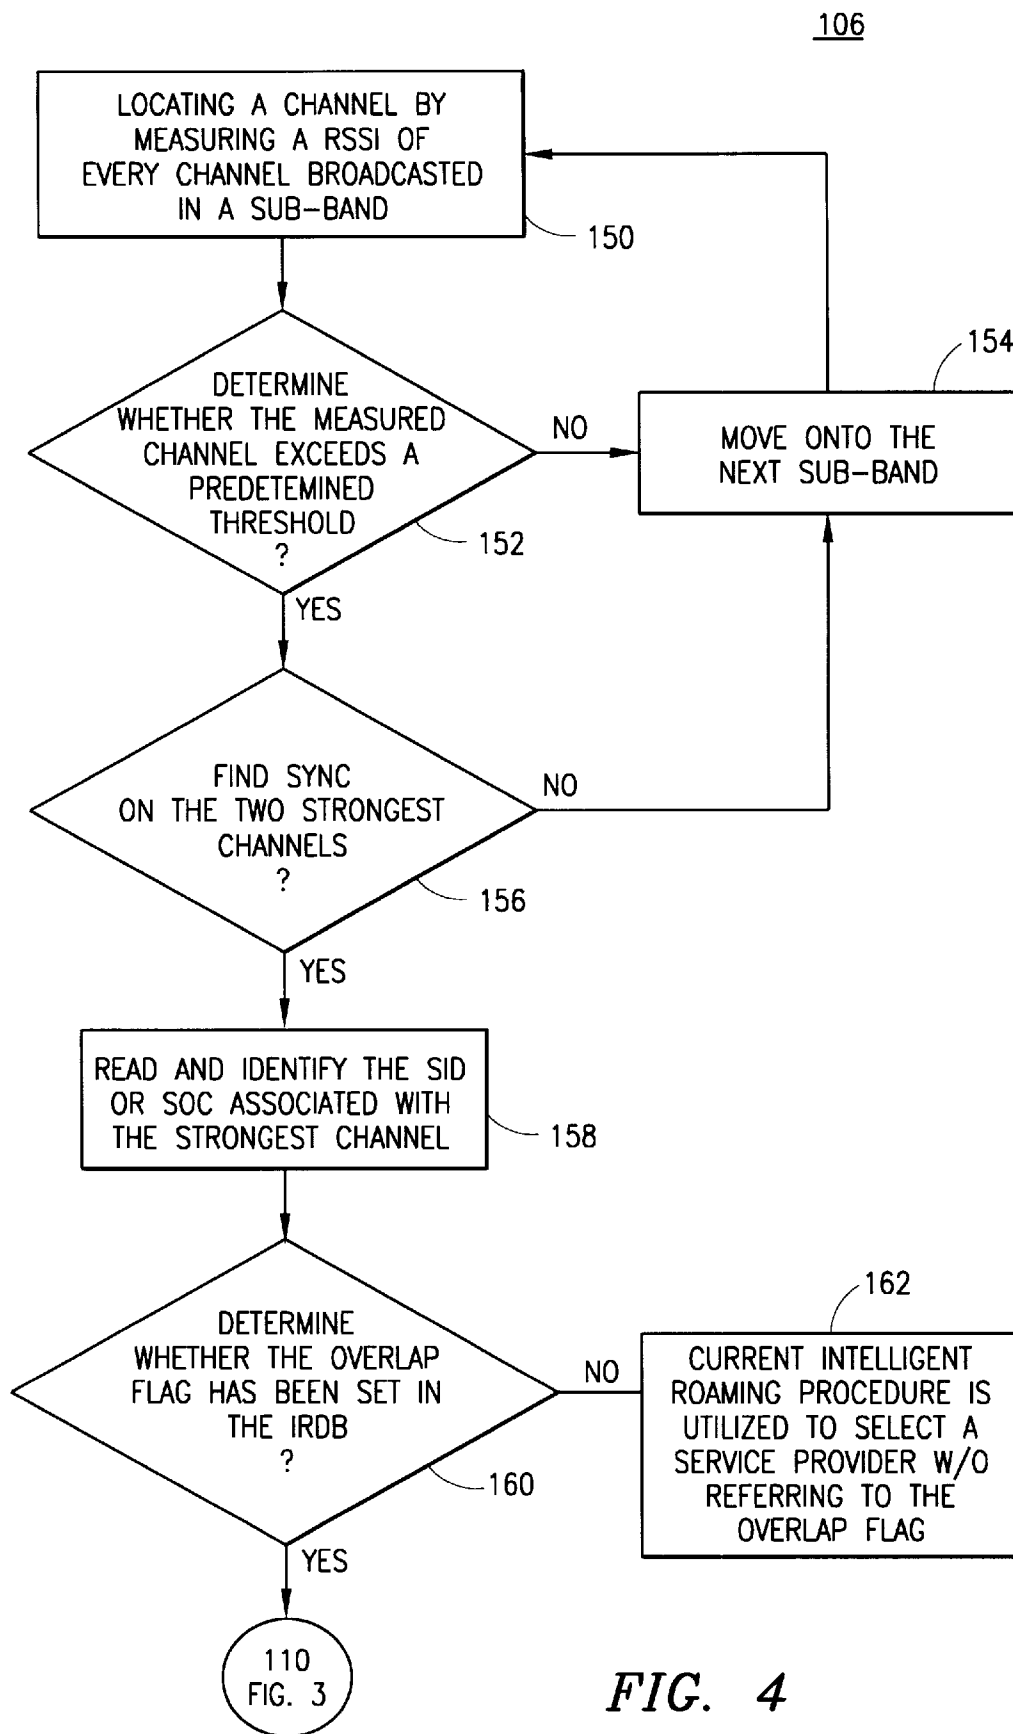 106
LOCATING A CHANNEL BY
MEASURING A RSSI OF
EVERY CHANNEL BROADCASTED
IN A SUB-BAND
150
DETERMINE
WHETHER THE MEASURED
CHANNEL EXCEEDS A
PREDETEMINED
THRESHOLD
?
152
NO
154
MOVE ONTO THE
NEXT SUB-BAND
YES
FIND SYNC
ON THE TWO STRONGEST
CHANNELS
?
156
NO
YES
READ AND IDENTIFY THE SID
OR SOC ASSOCIATED WITH
THE STRONGEST CHANNEL
158
DETERMINE
WHETHER THE OVERLAP
FLAG HAS BEEN SET IN
THE IRDB
?
160
NO
162
CURRENT INTELLIGENT
ROAMING PROCEDURE IS
UTILIZED TO SELECT A
SERVICE PROVIDER W/O
REFERRING TO THE
OVERLAP FLAG
YES
110
FIG. 3
FIG. 4